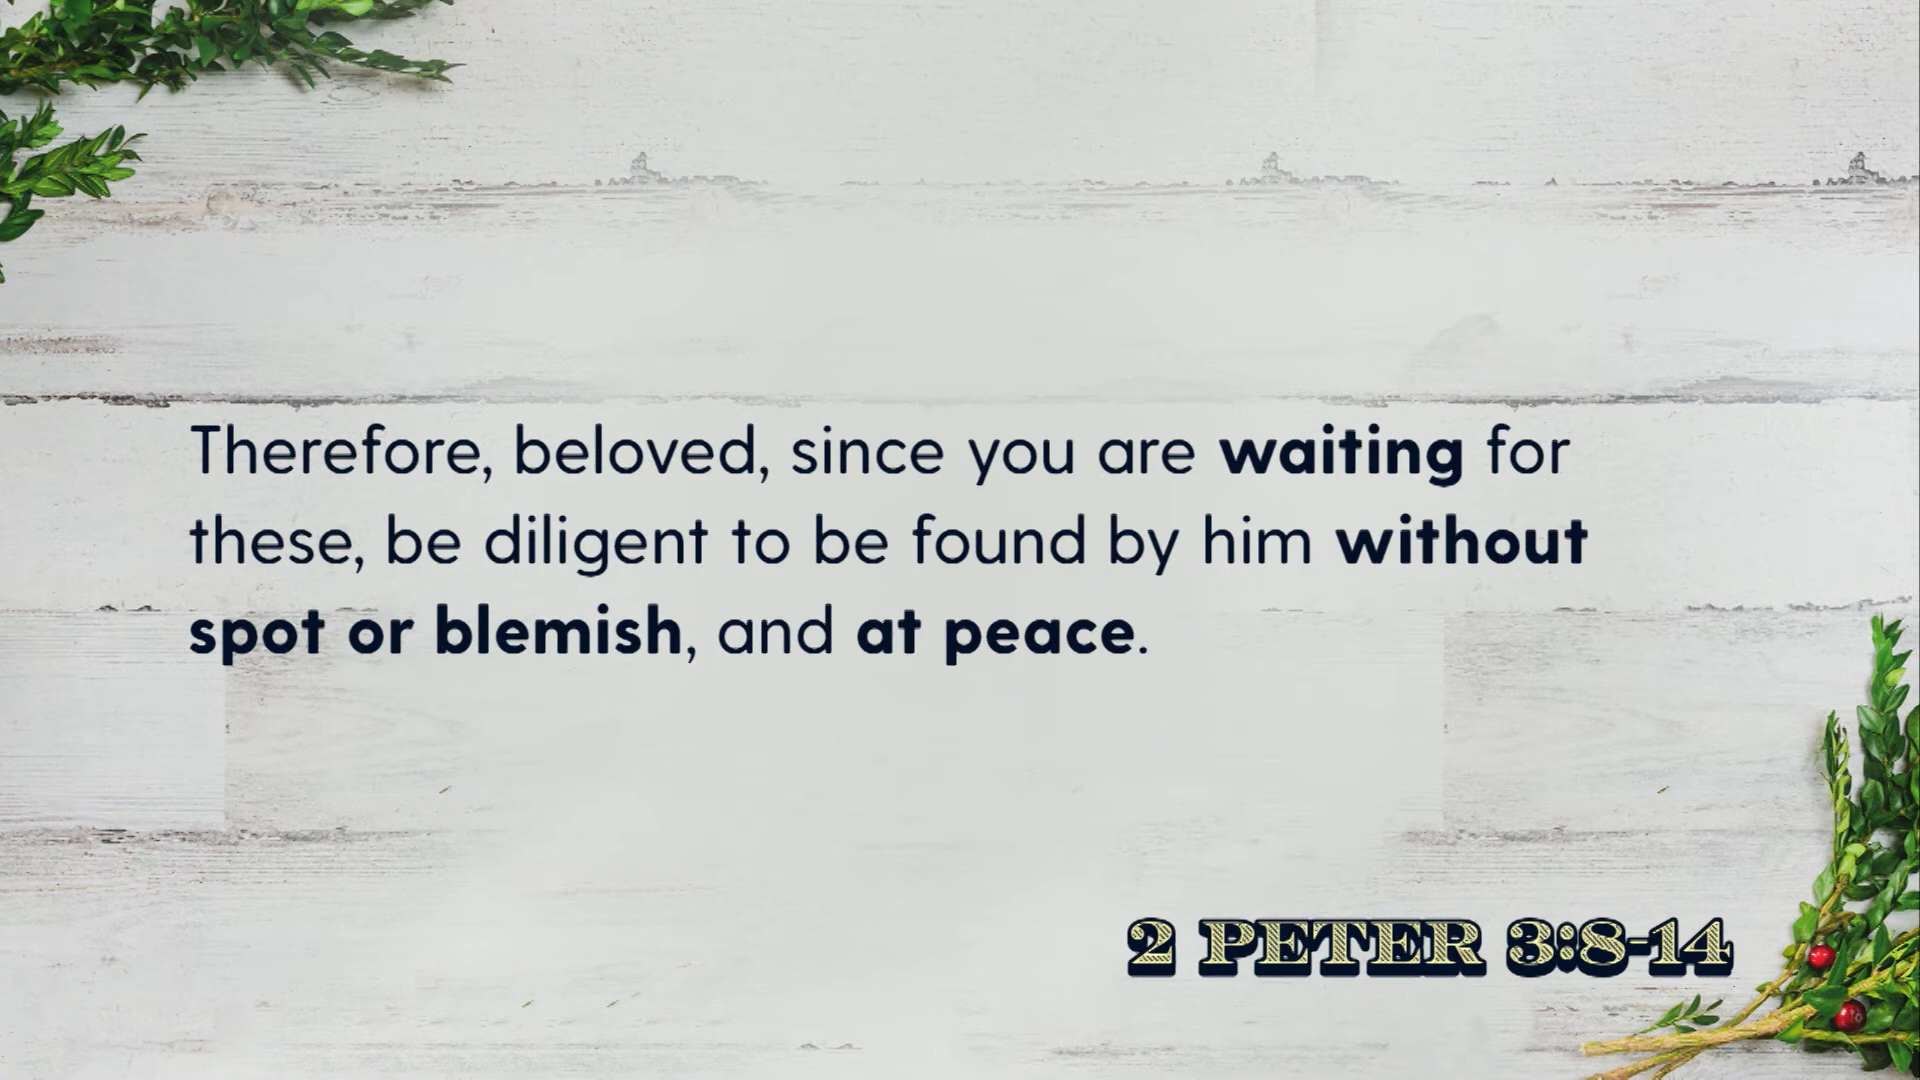 Therefore, beloved, since you are waiting for
these, be diligent to be found by him without
spot or blemish, and at peace.
2 PETER 3:8-14